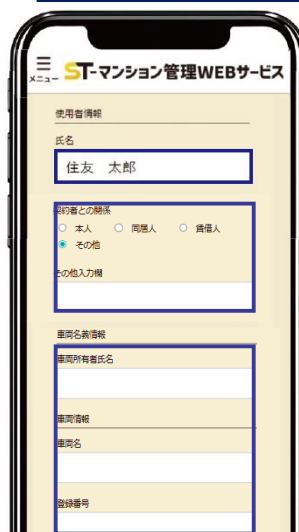 メニュー
ST-マンション管理WEBサービス
使用者情報
氏名
住友 太郎
契約者との関係
本人 同居人 賃借人
その他
その他入力欄
車両名義情報
車両所有者氏名
車両情報
車両名
登録番号